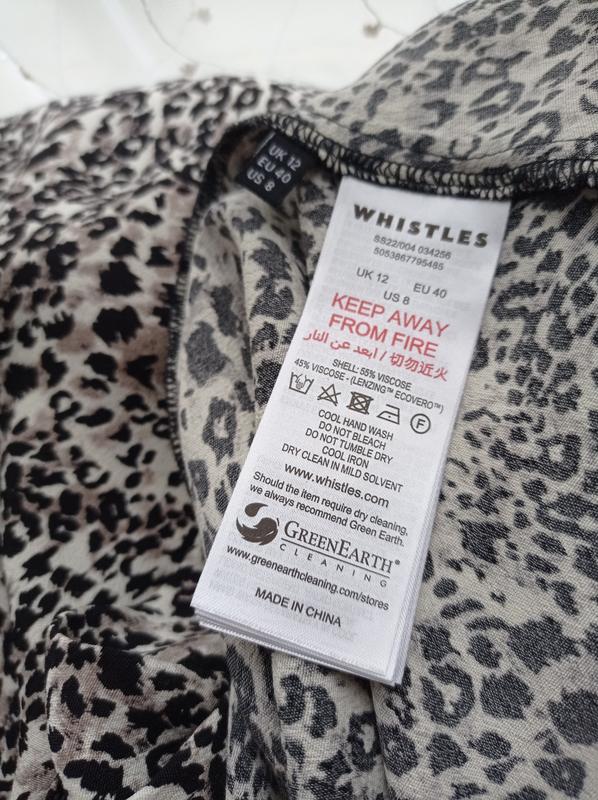 UK 12
EU 40
US 8
WHISTLES
SS22/004 034256
5053867795485
UK 12 EU 40
US 8
KEEP AWAY
FROM FIRE
ابعد عن النار / 切勿近火
SHELL: 55% VISCOSE
45% VISCOSE - (LENZING™ ECOVERO™)
F
COOL HAND WASH
DO NOT BLEACH
DO NOT TUMBLE DRY
COOL IRON
DRY CLEAN IN MILD SOLVENT
www.whistles.com
Should the item require dry cleaning,
we always recommend Green Earth.
GREENEARTH®
CLEANING
www.greenearthcleaning.com/stores
MADE IN CHINA